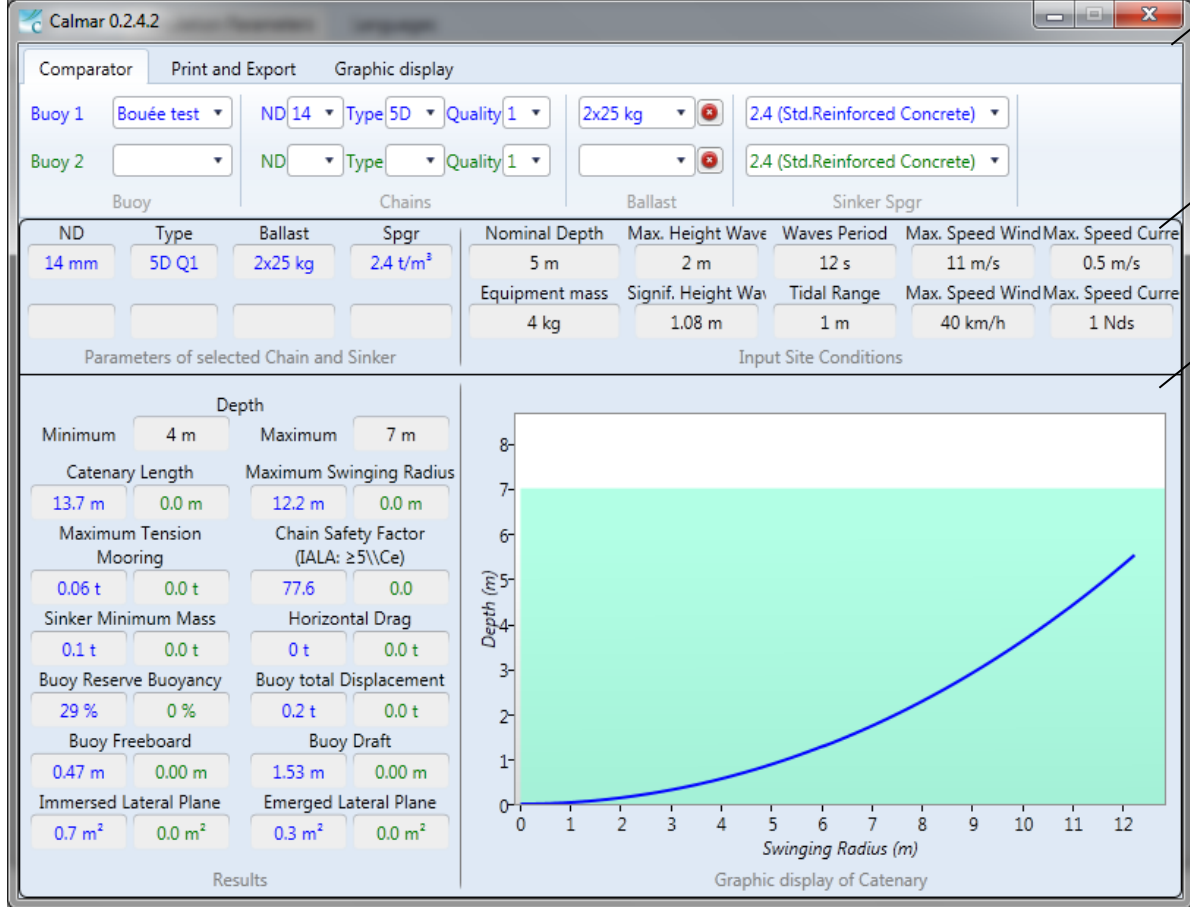 Calmar 0.2.4.2
Comparator Print and Export Graphic display
Buoy 1 Bouée test ND 14 Type 5D Quality 1 2x25 kg 2.4 (Std.Reinforced Concrete)
Buoy 2 ND Type Quality 1 2.4 (Std.Reinforced Concrete)
Buoy Chains Ballast Sinker Spgr
ND Type Ballast Spgr Nominal Depth Max. Height Wave Waves Period Max. Speed Wind Max. Speed Curre
14 mm 5D Q1 2x25 kg 2.4 t/m³ 5 m 2 m 12 s 11 m/s 0.5 m/s
Equipment mass Signif. Height Wav Tidal Range Max. Speed Wind Max. Speed Curre
4 kg 1.08 m 1 m 40 km/h 1 Nds
Parameters of selected Chain and Sinker Input Site Conditions
Depth
Minimum 4 m Maximum 7 m
Catenary Length Maximum Swinging Radius
13.7 m 0.0 m 12.2 m 0.0 m
Maximum Tension Mooring Chain Safety Factor (IALA: ≥5\\Ce)
0.06 t 0.0 t 77.6 0.0
Sinker Minimum Mass Horizontal Drag
0.1 t 0.0 t 0 t 0.0 t
Buoy Reserve Buoyancy Buoy total Displacement
29 % 0 % 0.2 t 0.0 t
Buoy Freeboard Buoy Draft
0.47 m 0.00 m 1.53 m 0.00 m
Immersed Lateral Plane Emerged Lateral Plane
0.7 m² 0.0 m² 0.3 m² 0.0 m²
Results
8
7
6
5
4
3
2
1
0
Depth (m)
0 1 2 3 4 5 6 7 8 9 10 11 12
Swinging Radius (m)
Graphic display of Catenary